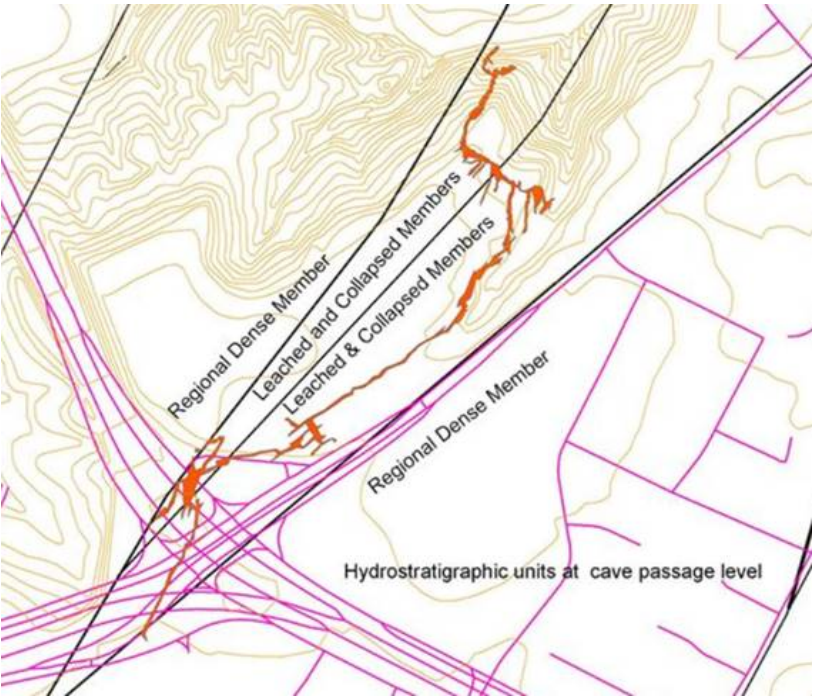 Regional Dense Member
Leached and Collapsed Members
Leached & Collapsed Members
Regional Dense Member
Hydrostratigraphic units at cave passage level